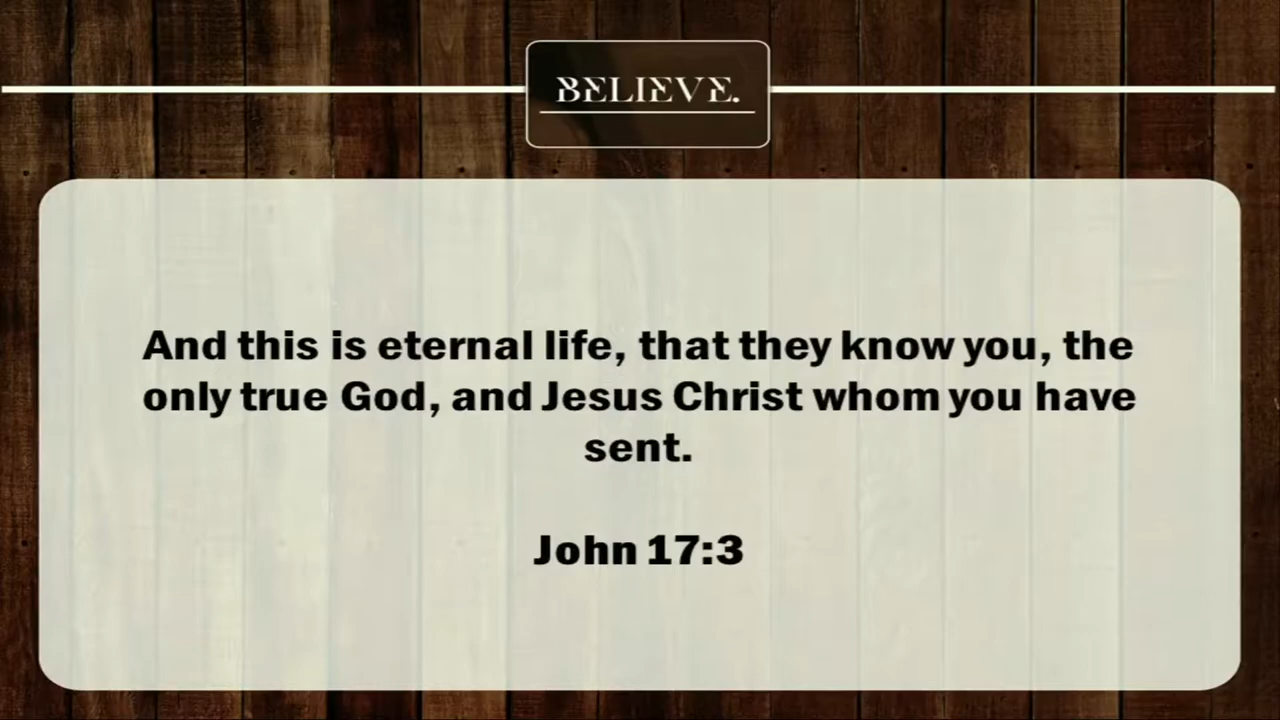 BELIEVE.
And this is eternal life, that they know you, the
only true God, and Jesus Christ whom you have
sent.
John 17:3